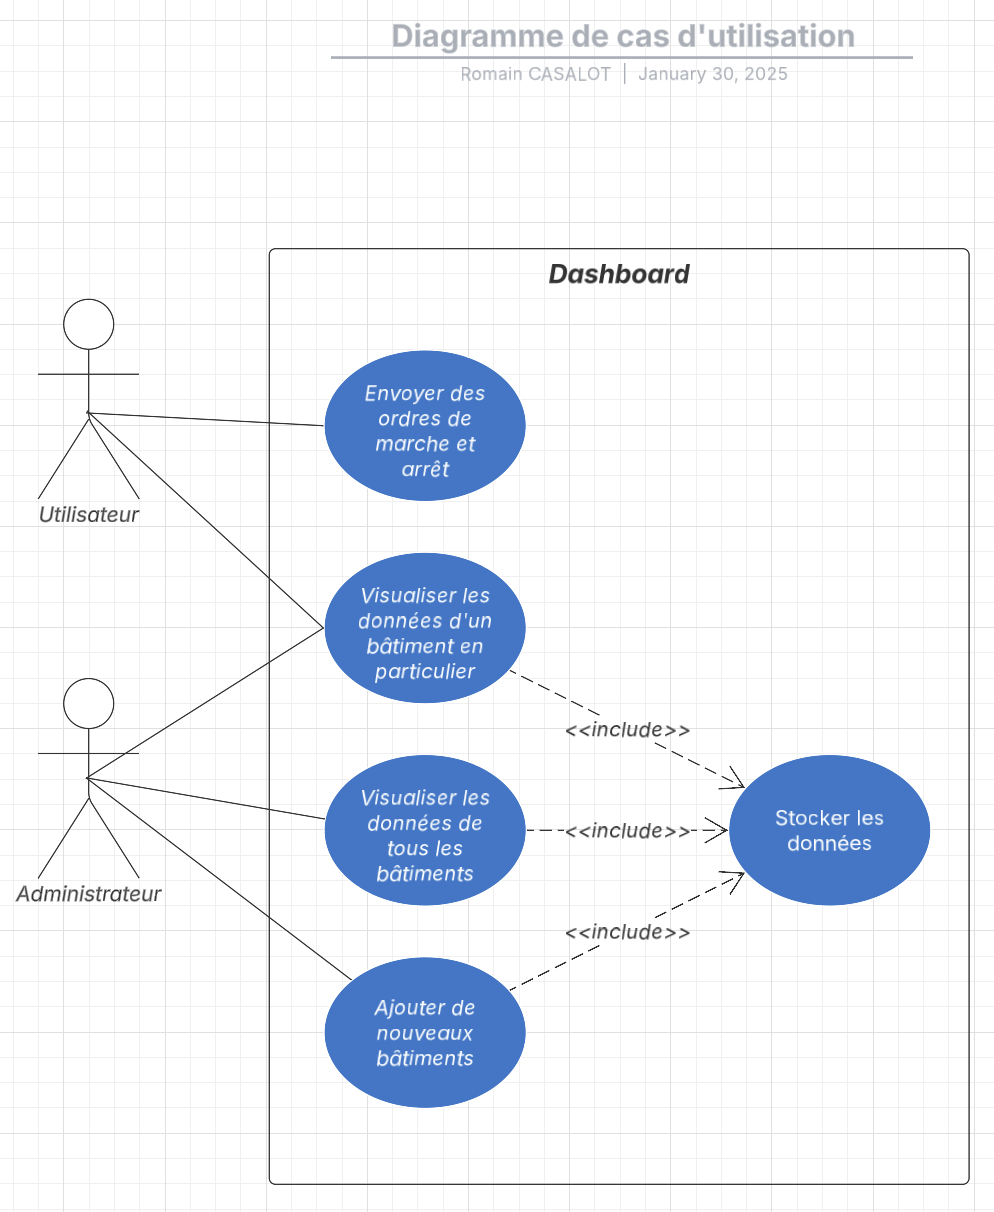 Diagramme de cas d'utilisation
Romain CASALOT | January 30, 2025
Dashboard
Envoyer des
ordres de
marche et
arrêt
Utilisateur
Visualiser les
données d'un
bâtiment en
particulier
<<include>>
Visualiser les
données de
tous les
bâtiments
<<include>>
Stocker les
données
Administrateur
<<include>>
Ajouter de
nouveaux
bâtiments